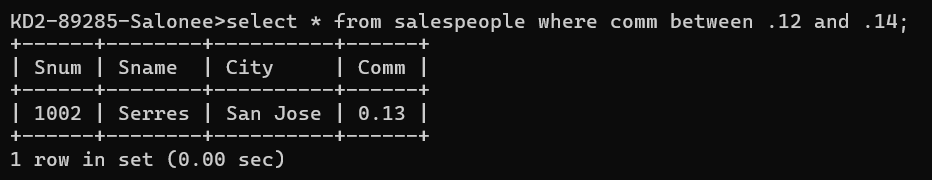 KD2-89285-Salonee>select * from salespeople where comm between .12 and .14;
+------+--------+----------+------+
| Snum | Sname  | City     | Comm |
+------+--------+----------+------+
| 1002 | Serres | San Jose | 0.13 |
+------+--------+----------+------+
1 row in set (0.00 sec)